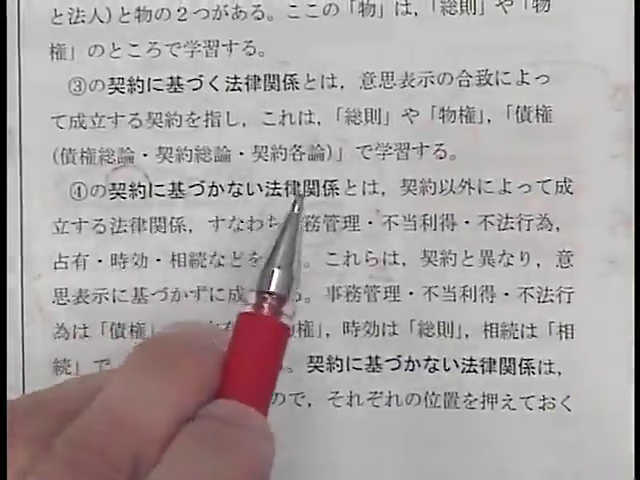 と法人)と物の2つがある。ここの「物」は,「総則」や「物
権」のところで学習する。
③の契約に基づく法律関係とは,意思表示の合致によっ
て成立する契約を指し,これは,「総則」や「物権」,「債権
(債権総論・契約総論・契約各論)」で学習する。
④の契約に基づかない法律関係とは,契約以外によって成
立する法律関係,すなわち 務管理・不当利得・不法行為,
占有・時効・相続などを 。これらは,契約と異なり,意
思表示に基づかずに成 る。事務管理・不当利得・不法行
為は「債権」 権」,時効は「総則」,相続は「相
続」で 。契約に基づかない法律関係は,
ので,それぞれの位置を押えておく